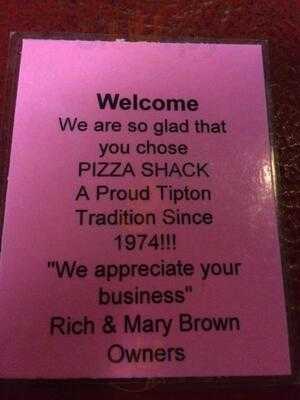 Welcome
We are so glad that
you chose
PIZZA SHACK
A Proud Tipton
Tradition Since
1974!!!
"We appreciate your
business"
Rich & Mary Brown
Owners